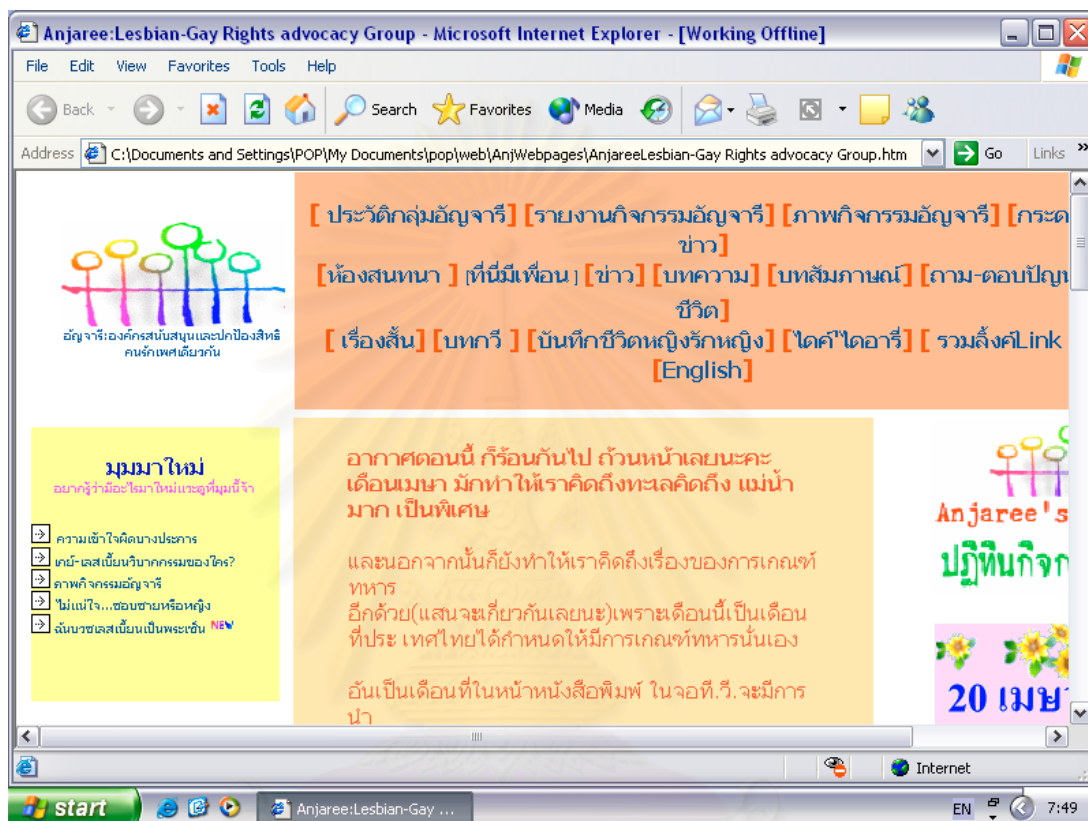 Anjaree:Lesbian-Gay Rights advocacy Group - Microsoft Internet Explorer - [Working Offline]
File Edit View Favorites Tools Help
Back Search Favorites Media
Address C:\Documents and Settings\POP\My Documents\pop\web\AnjWebpages\AnjareeLesbian-Gay Rights advocacy Group.htm Go Links »
[ ประวัติกลุ่มอัญจารี] [รายงานกิจกรรมอัญจารี] [ภาพกิจกรรมอัญจารี] [กระด
ข่าว]
[ห้องสนทนา ] [ที่นี่มีเพื่อน] [ข่าว] [บทความ] [บทสัมภาษณ์] [ถาม-ตอบปัญห
ชีวิต]
[ เรื่องสั้น] [บทกวี ] [บันทึกชีวิตหญิงรักหญิง] [ไดคํ'ไดอารี่] [ รวมลิ้งค์Link
[English]
อัญจารี:องค์กรสนับสนุนและปกป้องสิทธิ
คนรักเพศเดียวกัน
มุมมาใหม่
อยากรู้ว่ามีอะไรมาใหม่แวะดูที่มุมนี้จ้า
ความเข้าใจผิดบางประการ
เกย์-เลสเบี้ยนวิบากกรรมของใคร?
ภาพกิจกรรมอัญจารี
ไม่แน่ใจ...ชอบชายหรือหญิง
ฉันบวชเลสเบี้ยนเป็นพระเซ็น NEW
อากาศตอนนี้ ก็ร้อนกันไป ถ้วนหน้าเลยนะคะ
เดือนเมษา มักทำให้เราคิดถึงทะเลคิดถึง แม่น้ำ
มาก เป็นพิเศษ
และนอกจากนั้นก็ยังทำให้เราคิดถึงเรื่องของการเกณฑ์
ทหาร
อีกด้วย(แสนจะเกี่ยวกันเลยนะ)เพราะเดือนนี้เป็นเดือน
ที่ประ เทศไทยได้กำหนดให้มีการเกณฑ์ทหารนั่นเอง
อันเป็นเดือนที่ในหน้าหนังสือพิมพ์ ในจอที.วี.จะมีการ
นำ
Anjaree's
ปฏิทินกิจก
20 เมษ
Internet
start Anjaree:Lesbian-Gay ... EN 7:49